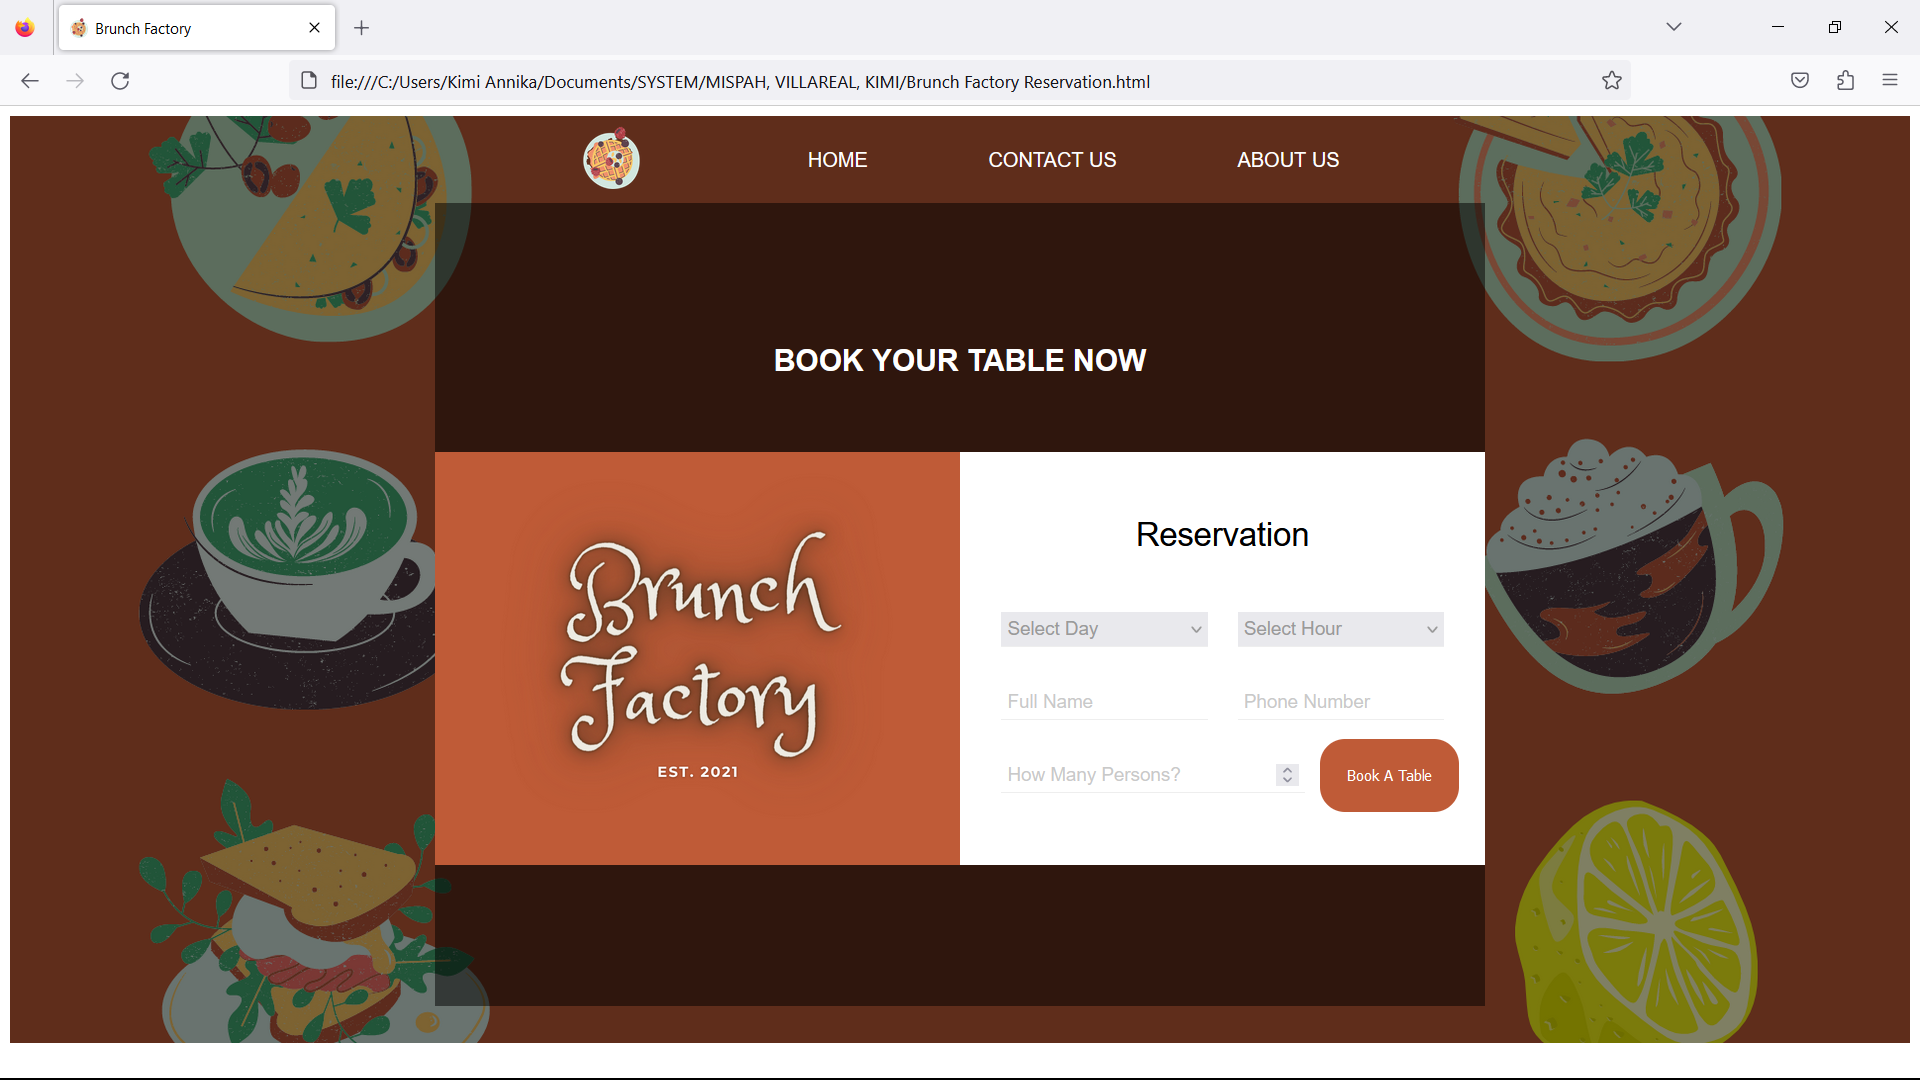 Brunch Factory
file:///C:/Users/Kimi Annika/Documents/SYSTEM/MISPAH, VILLAREAL, KIMI/Brunch Factory Reservation.html
HOME CONTACT US ABOUT US
BOOK YOUR TABLE NOW
Brunch
Factory
EST. 2021
Reservation
Select Day Select Hour
Full Name Phone Number
How Many Persons? Book A Table